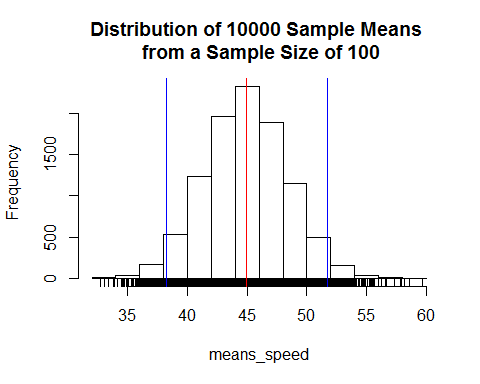 Distribution of 10000 Sample Means
from a Sample Size of 100
Frequency
1500
500
0
35 40 45 50 55 60
means_speed